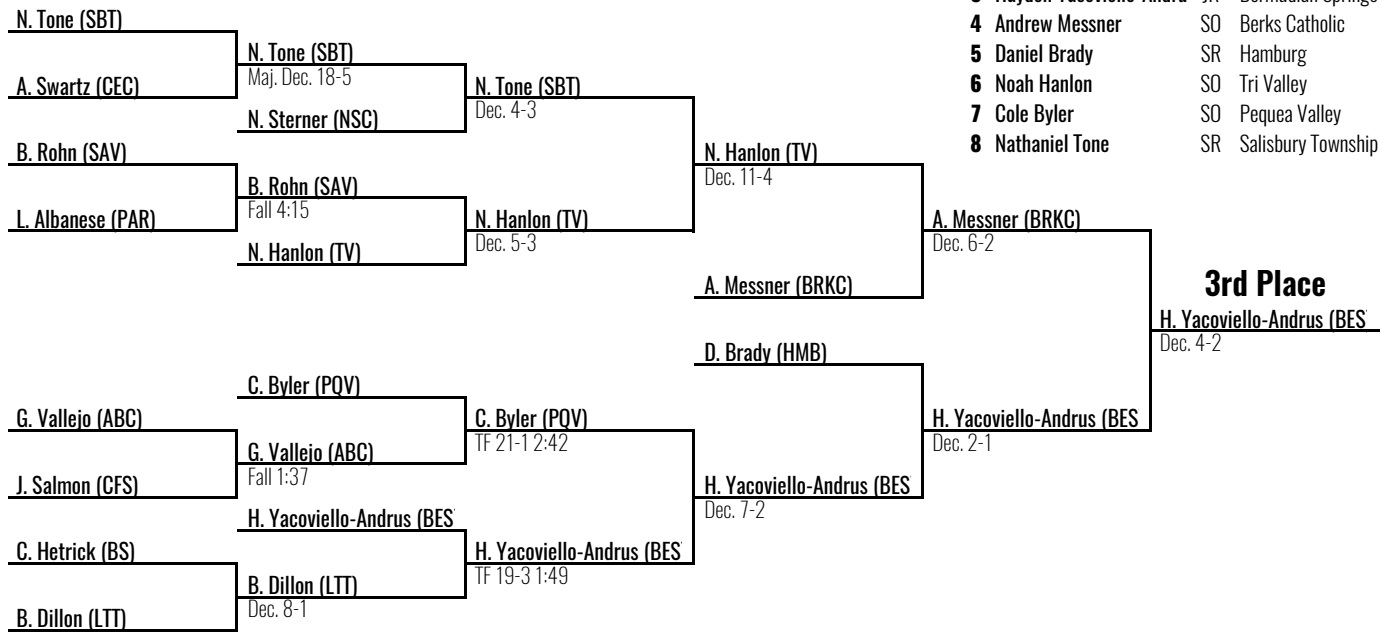 4 Andrew Messner SO Berks Catholic
5 Daniel Brady SR Hamburg
6 Noah Hanlon SO Tri Valley
7 Cole Byler SO Pequea Valley
8 Nathaniel Tone SR Salisbury Township
N. Tone (SBT)
A. Swartz (CEC)
B. Rohn (SAV)
L. Albanese (PAR)
G. Vallejo (ABC)
J. Salmon (CFS)
C. Hetrick (BS)
B. Dillon (LTT)
N. Tone (SBT)
Maj. Dec. 18-5
N. Sterner (NSC)
B. Rohn (SAV)
Fall 4:15
N. Hanlon (TV)
C. Byler (PQV)
G. Vallejo (ABC)
Fall 1:37
H. Yacoviello-Andrus (BES
B. Dillon (LTT)
Dec. 8-1
N. Tone (SBT)
Dec. 4-3
N. Hanlon (TV)
Dec. 5-3
C. Byler (PQV)
TF 21-1 2:42
H. Yacoviello-Andrus (BES
TF 19-3 1:49
N. Hanlon (TV)
Dec. 11-4
A. Messner (BRKC)
D. Brady (HMB)
H. Yacoviello-Andrus (BES
Dec. 7-2
A. Messner (BRKC)
Dec. 6-2
H. Yacoviello-Andrus (BES
Dec. 2-1
3rd Place
H. Yacoviello-Andrus (BES
Dec. 4-2